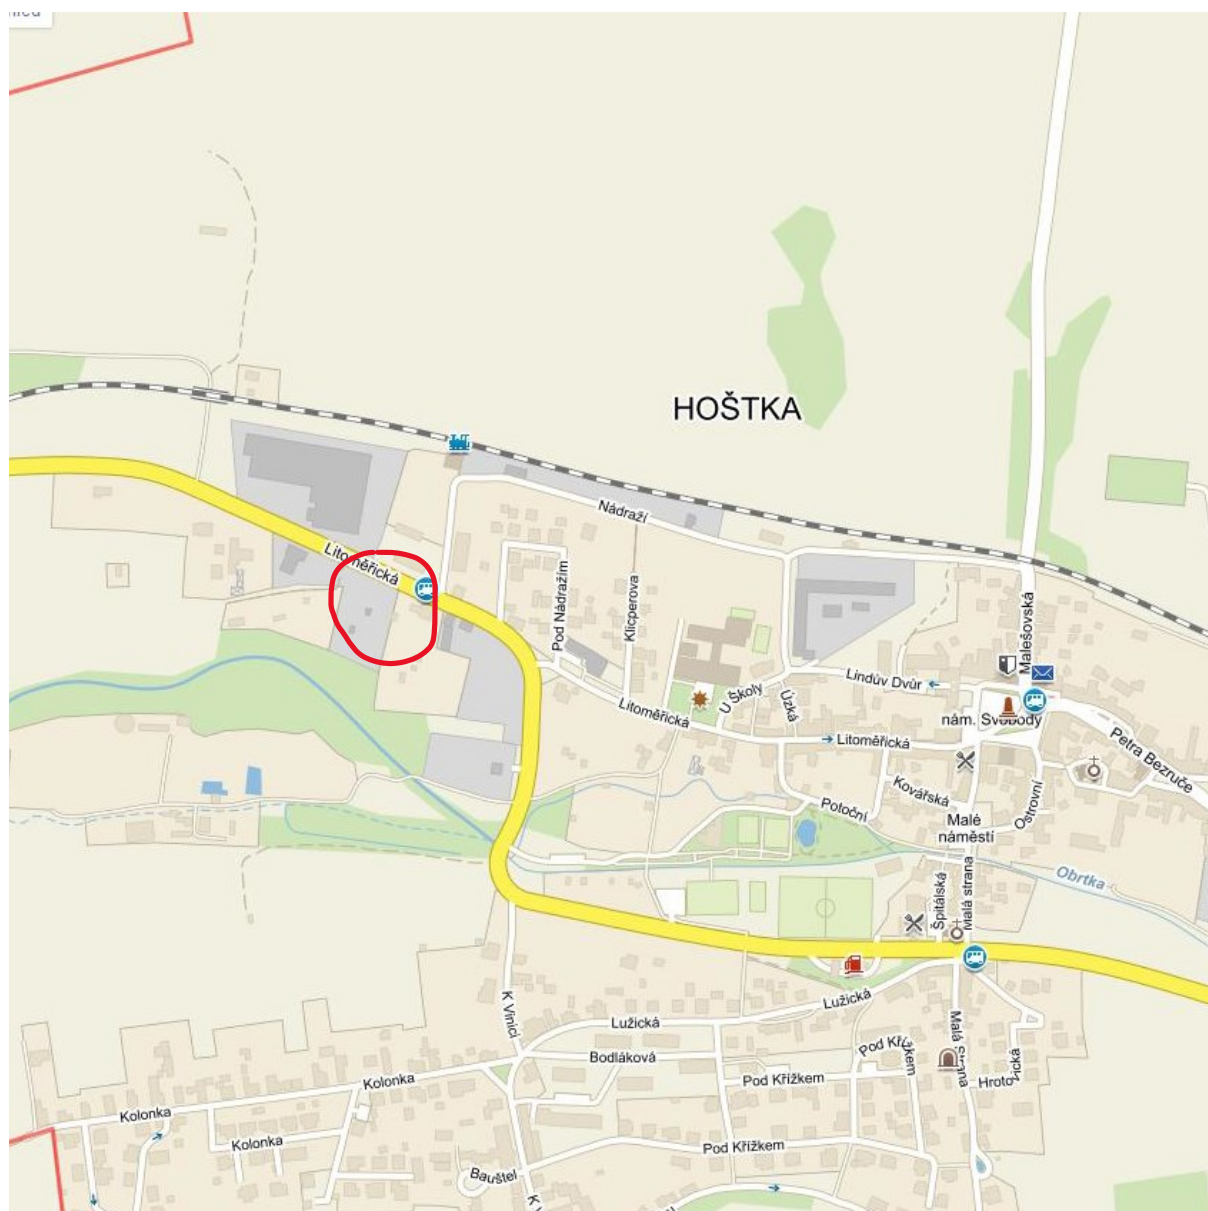 HOŠTKA
Nádraží
Litoměřická
Pod Nádražím
Klicperova
Malešovská
Lindův Dvůr
U Školy
Úzká
Litoměřická
nám. Svobody
Litoměřická
Petra Bezruče
Kovářská
Ostrovní
Potoční
Malé
náměstí
Malá strana
Obrtka
Špitálská
K Vinici
Lužická
Lužická
Malá Strana
Bodláková
Pod Křížkem
Pod Křížkem
Kolonka
Kolonka
Kolonka
Pod Křížkem
Bauštel